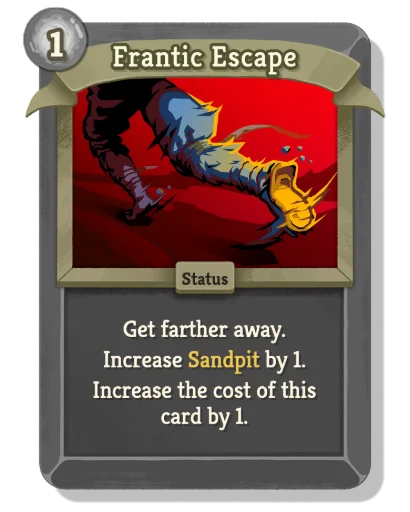 1
Frantic Escape
Status
Get farther away.
Increase Sandpit by 1.
Increase the cost of this
card by 1.